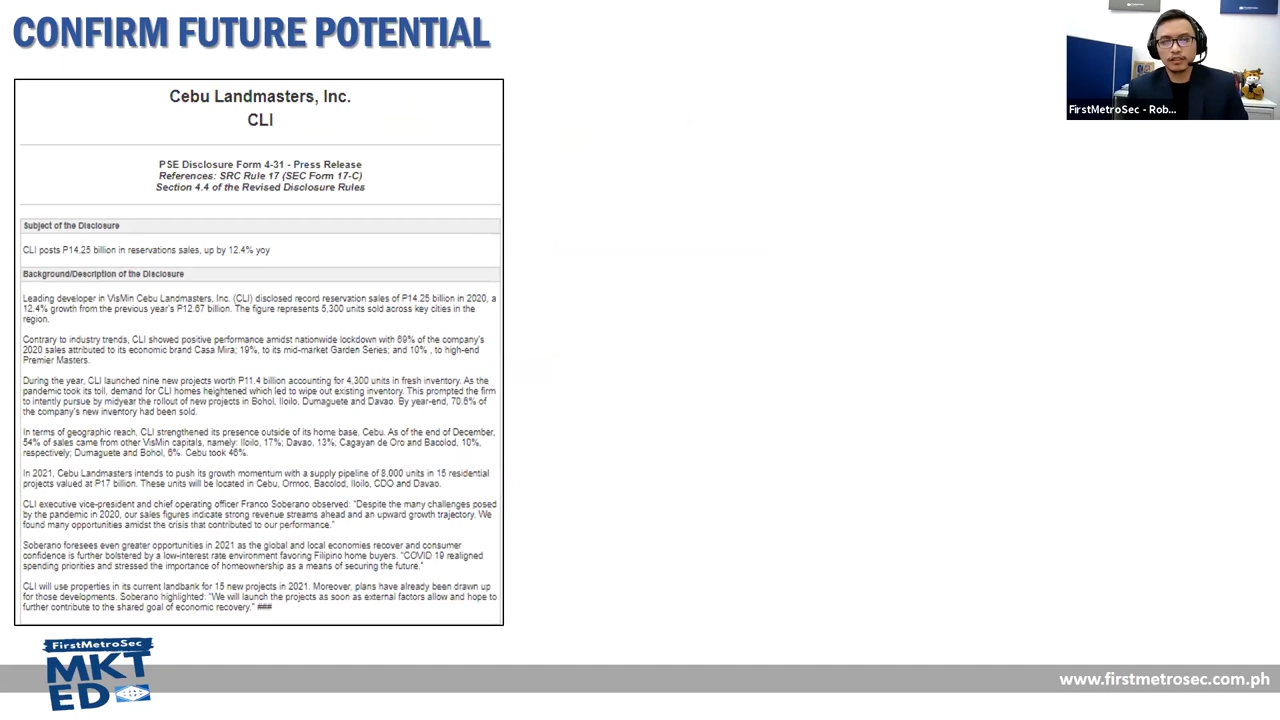 CONFIRM FUTURE POTENTIAL
FirstMetroSec - Rob...
Cebu Landmasters, Inc.
CLI
PSE Disclosure Form 4-31 - Press Release
References: SRC Rule 17 (SEC Form 17-C)
Section 4.4 of the Revised Disclosure Rules
Subject of the Disclosure
CLI posts P14.25 billion in reservations sales, up by 12.4% yoy
Background/Description of the Disclosure
Leading developer in VisMin Cebu Landmasters, Inc. (CLI) disclosed record reservation sales of P14.25 billion in 2020, a
12.4% growth from the previous year's P12.67 billion. The figure represents 5,300 units sold across key cities in the
region.
Contrary to industry trends, CLI showed positive performance amidst nationwide lockdown with 69% of the company's
2020 sales attributed to its economic brand Casa Mira; 19%, to its mid-market Garden Series; and 10% , to high-end
Premier Masters.
During the year, CLI launched nine new projects worth P11.4 billion accounting for 4,300 units in fresh inventory. As the
pandemic took its toll, demand for CLI homes heightened which led to wipe out existing inventory. This prompted the firm
to intently pursue by midyear the rollout of new projects in Bohol, Iloilo, Dumaguete and Davao. By year-end, 70.6% of
the company's new inventory had been sold.
In terms of geographic reach, CLI strengthened its presence outside of its home base, Cebu. As of the end of December,
54% of sales came from other VisMin capitals, namely: Iloilo, 17%; Davao, 13%, Cagayan de Oro and Bacolod, 10%,
respectively; Dumaguete and Bohol, 6%. Cebu took 46%.
In 2021, Cebu Landmasters intends to push its growth momentum with a supply pipeline of 8,000 units in 15 residential
projects valued at P17 billion. These units will be located in Cebu, Ormoc, Bacolod, Iloilo, CDO and Davao.
CLI executive vice-president and chief operating officer Franco Soberano observed: "Despite the many challenges posed
by the pandemic in 2020, our sales figures indicate strong revenue streams ahead and an upward growth trajectory. We
found many opportunities amidst the crisis that contributed to our performance."
Soberano foresees even greater opportunities in 2021 as the global and local economies recover and consumer
confidence is further bolstered by a low-interest rate environment favoring Filipino home buyers. "COVID 19 realigned
spending priorities and stressed the importance of homeownership as a means of securing the future."
CLI will use properties in its current landbank for 15 new projects in 2021. Moreover, plans have already been drawn up
for those developments. Soberano highlighted: "We will launch the projects as soon as external factors allow and hope to
further contribute to the shared goal of economic recovery." ###
FirstMetroSec
MKT
ED
www.firstmetrosec.com.ph